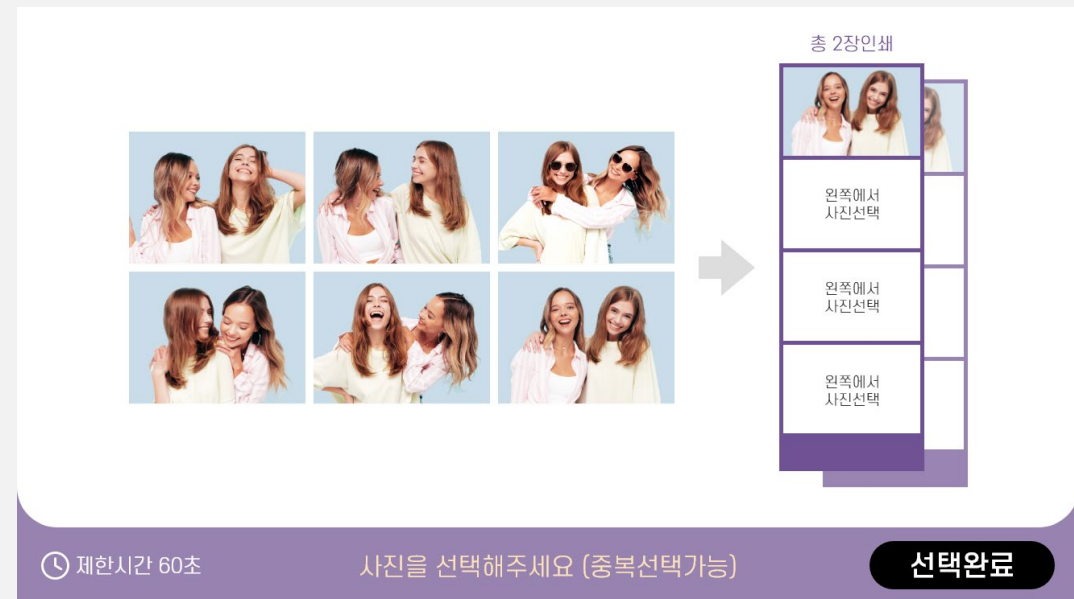 총 2장인쇄
왼쪽에서
사진선택
왼쪽에서
사진선택
왼쪽에서
사진선택
제한시간 60초
사진을 선택해주세요 (중복선택가능)
선택완료